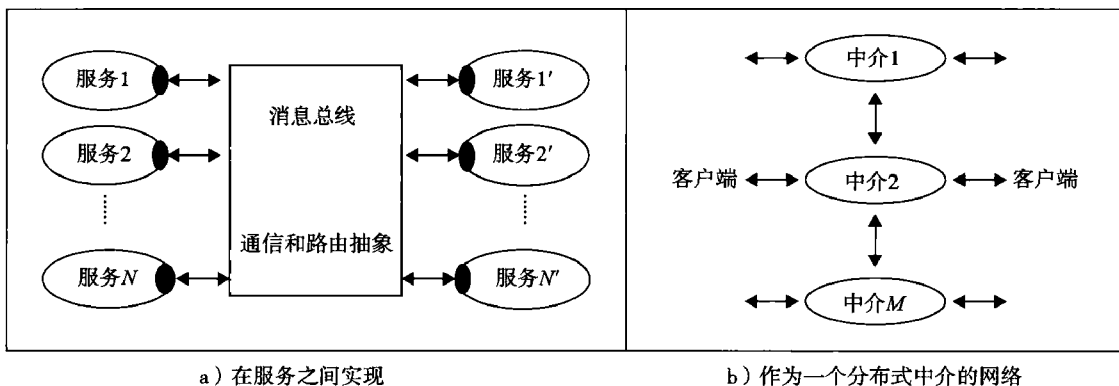 服务1
服务1′
中介1
消息总线
服务2
服务2′
客户端
中介2
客户端
通信和路由抽象
服务N
服务N′
中介M
a）在服务之间实现
b）作为一个分布式中介的网络